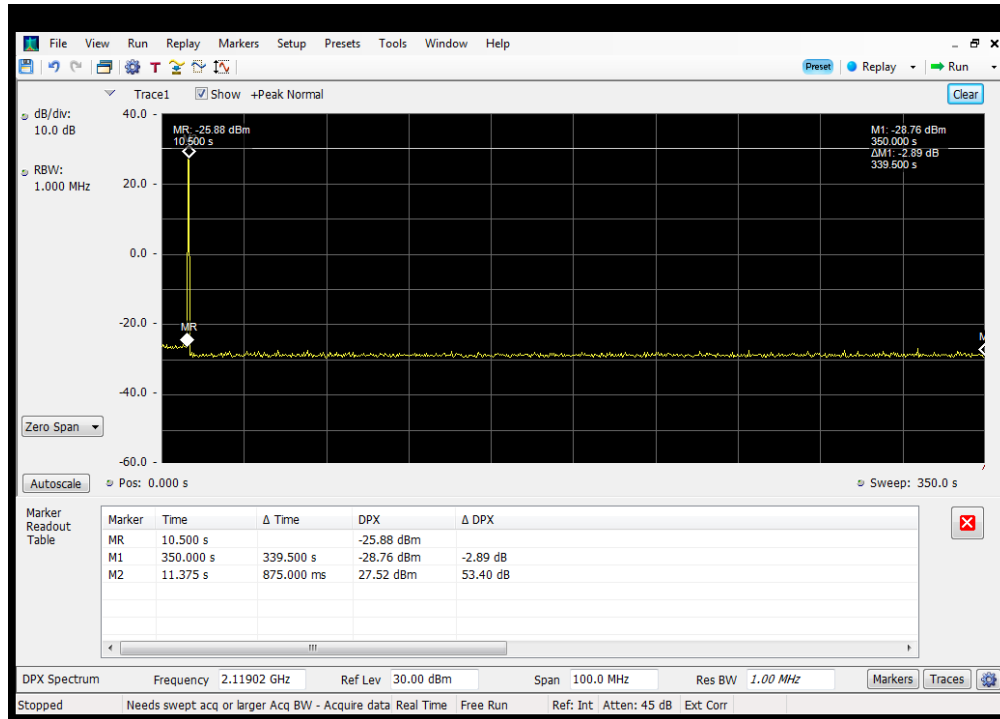 File View Run Replay Markers Setup Presets Tools Window Help
T Preset Replay Run
Trace1 Show +Peak Normal Clear
dB/div:
10.0 dB
RBW:
1.000 MHz
40.0
20.0
0.0
-20.0
-40.0
-60.0
MR: -25.88 dBm
10.500 s
M1: -28.76 dBm
350.000 s
ΔM1: -2.89 dB
339.500 s
MR
M
Zero Span
Autoscale Pos: 0.000 s Sweep: 350.0 s
Marker
Readout
Table
Marker Time Δ Time DPX Δ DPX
MR 10.500 s -25.88 dBm
M1 350.000 s 339.500 s -28.76 dBm -2.89 dB
M2 11.375 s 875.000 ms 27.52 dBm 53.40 dB
DPX Spectrum Frequency 2.11902 GHz Ref Lev 30.00 dBm Span 100.0 MHz Res BW 1.00 MHz Markers Traces
Stopped Needs swept acq or larger Acq BW - Acquire data Real Time Free Run Ref: Int Atten: 45 dB Ext Corr